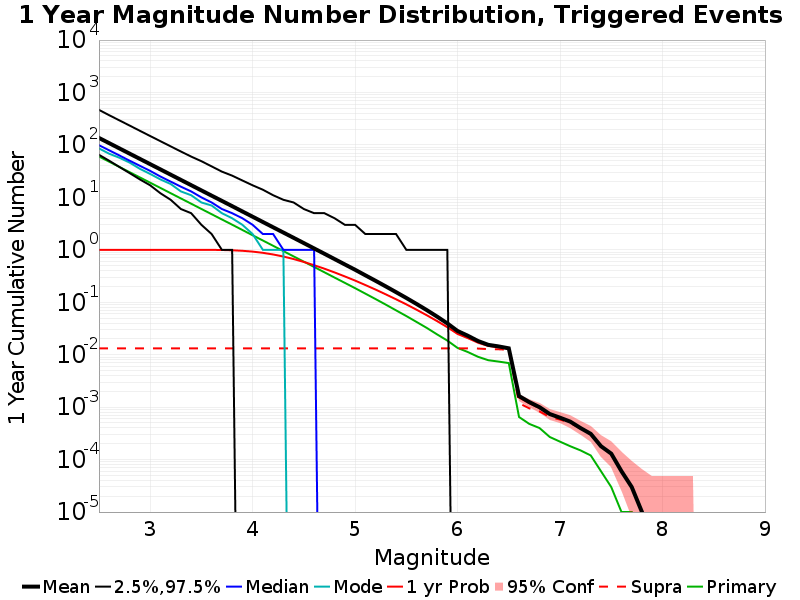 1 Year Magnitude Number Distribution, Triggered Events
1 Year Cumulative Number
10^4
10^3
10^2
10^1
10^0
10^-1
10^-2
10^-3
10^-4
10^-5
3 4 5 6 7 8 9
Magnitude
Mean 2.5%,97.5% Median Mode 1 yr Prob 95% Conf Supra Primary